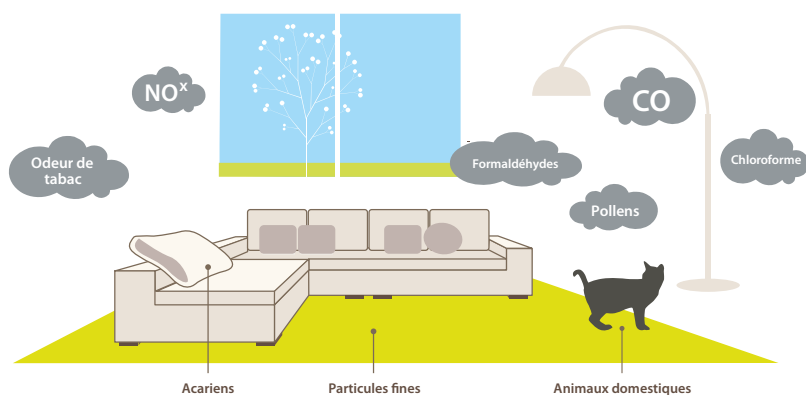 NOˣ
CO
Odeur de
tabac
Formaldéhydes
Chloroforme
Pollens
Acariens
Particules fines
Animaux domestiques